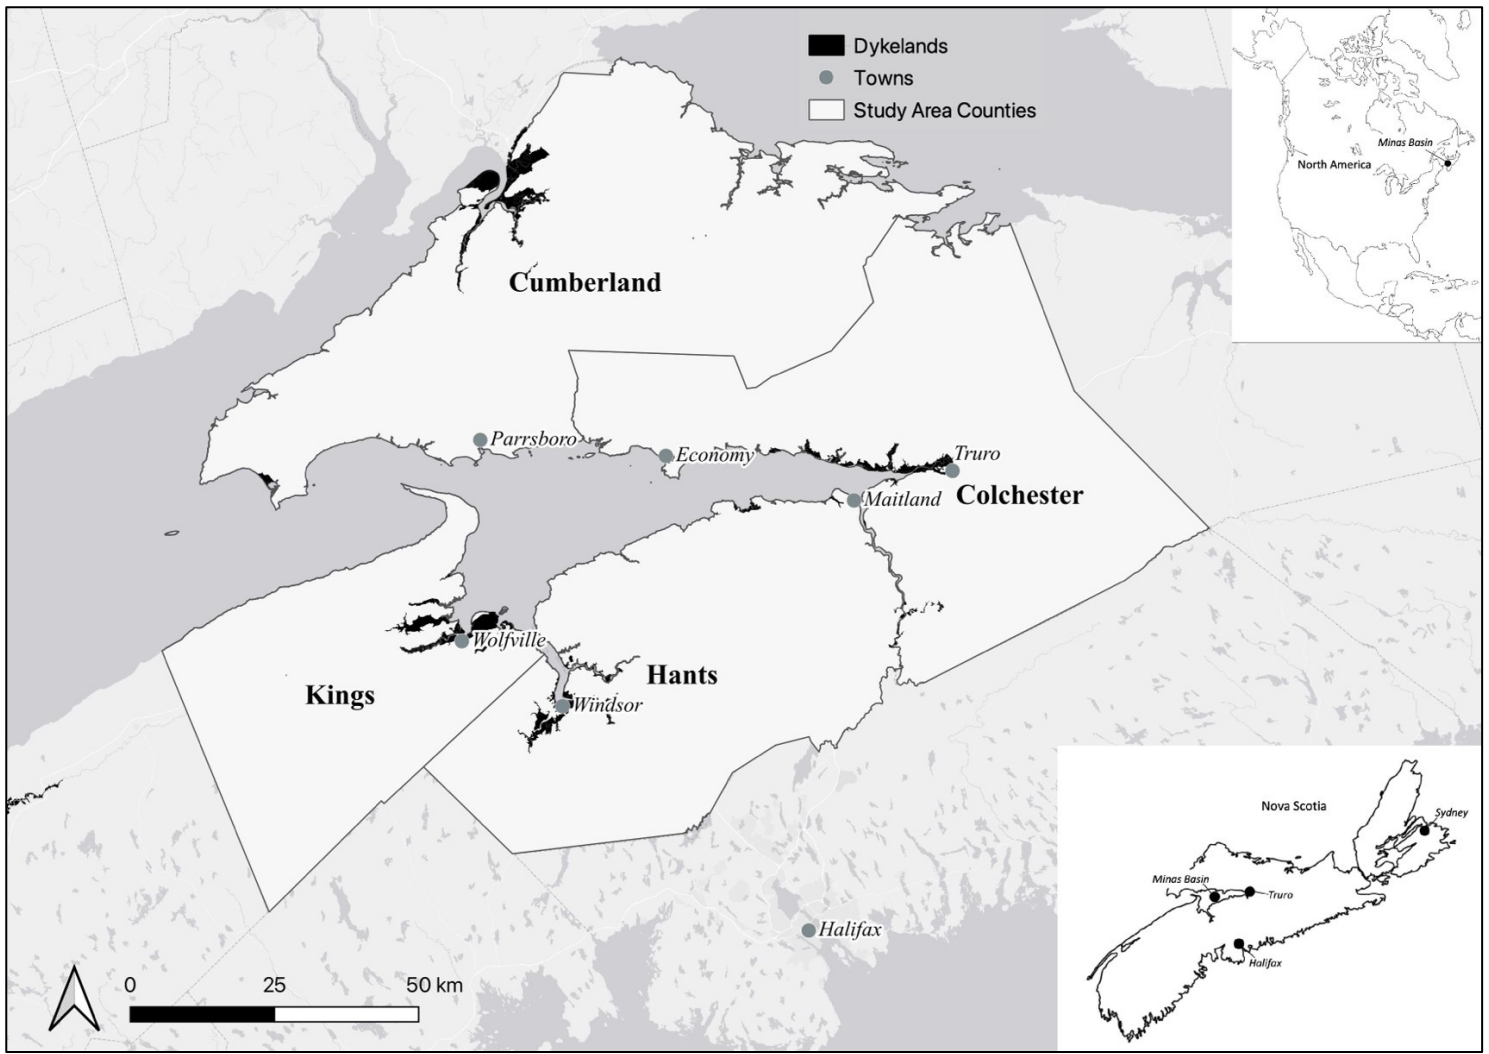 Dykelands
Towns
Study Area Counties
Minas Basin
North America
Cumberland
Parrsboro
Economy
Truro
Maitland
Colchester
Wolfville
Kings
Hants
Windsor
Halifax
0 25 50 km
Nova Scotia
Sydney
Minas Basin
Truro
Halifax